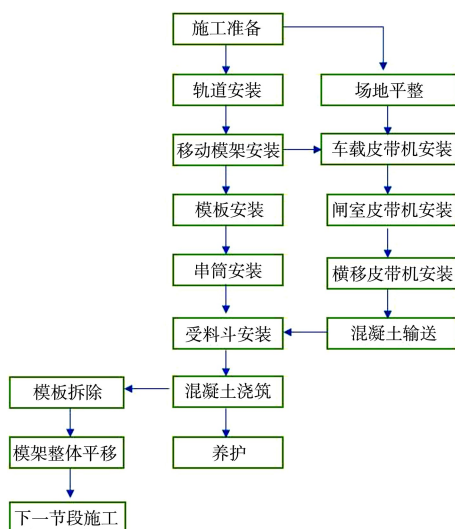 施工准备
轨道安装
场地平整
移动模架安装
车载皮带机安装
模板安装
闸室皮带机安装
串筒安装
横移皮带机安装
受料斗安装
混凝土输送
模板拆除
混凝土浇筑
模架整体平移
养护
下一节段施工